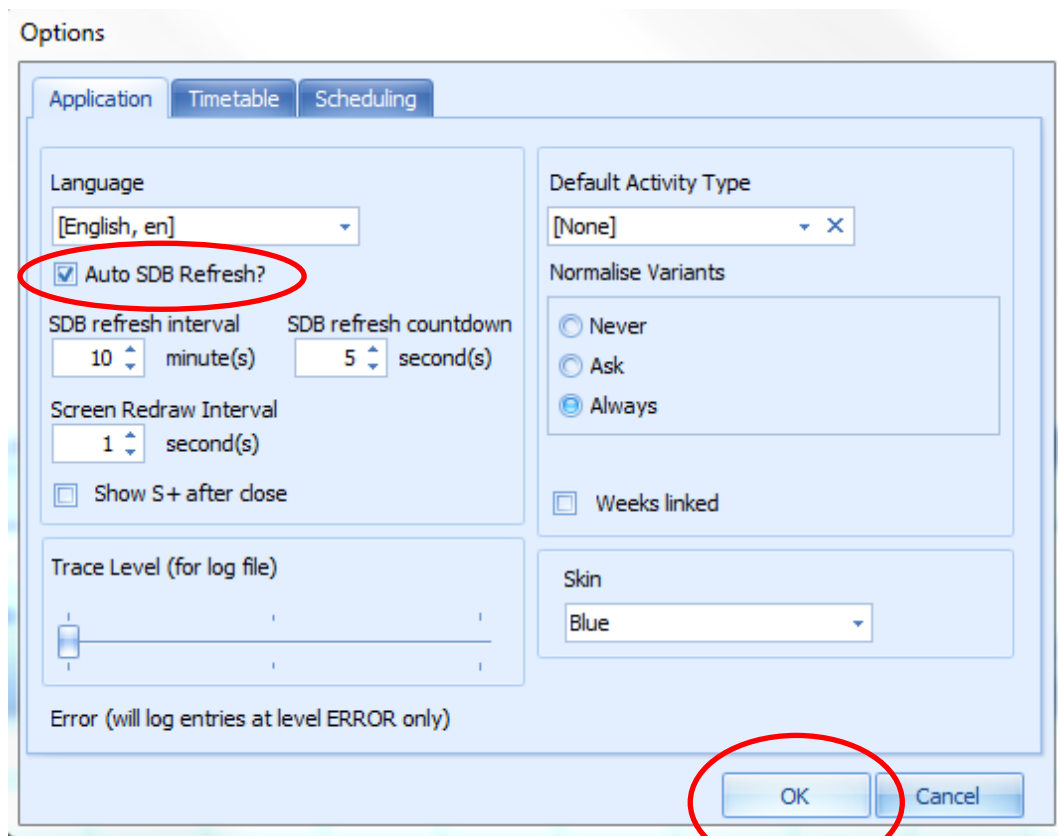 Options
Application Timetable Scheduling
Language
[English, en]
Auto SDB Refresh?
SDB refresh interval SDB refresh countdown
10 minute(s) 5 second(s)
Screen Redraw Interval
1 second(s)
Show S+ after close
Default Activity Type
[None]
Normalise Variants
Never
Ask
Always
Weeks linked
Trace Level (for log file)
Error (will log entries at level ERROR only)
Skin
Blue
OK Cancel